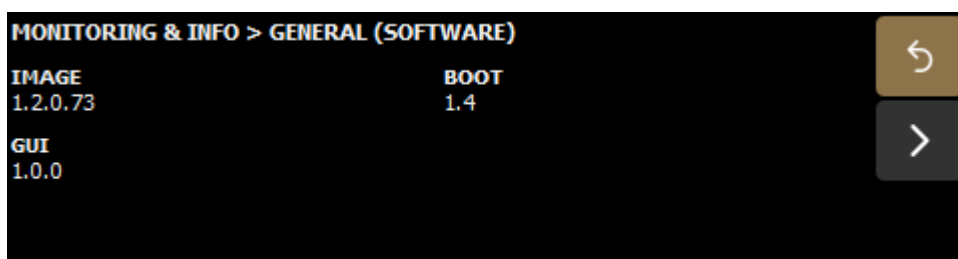 MONITORING & INFO > GENERAL (SOFTWARE)
IMAGE
1.2.0.73
BOOT
1.4
GUI
1.0.0